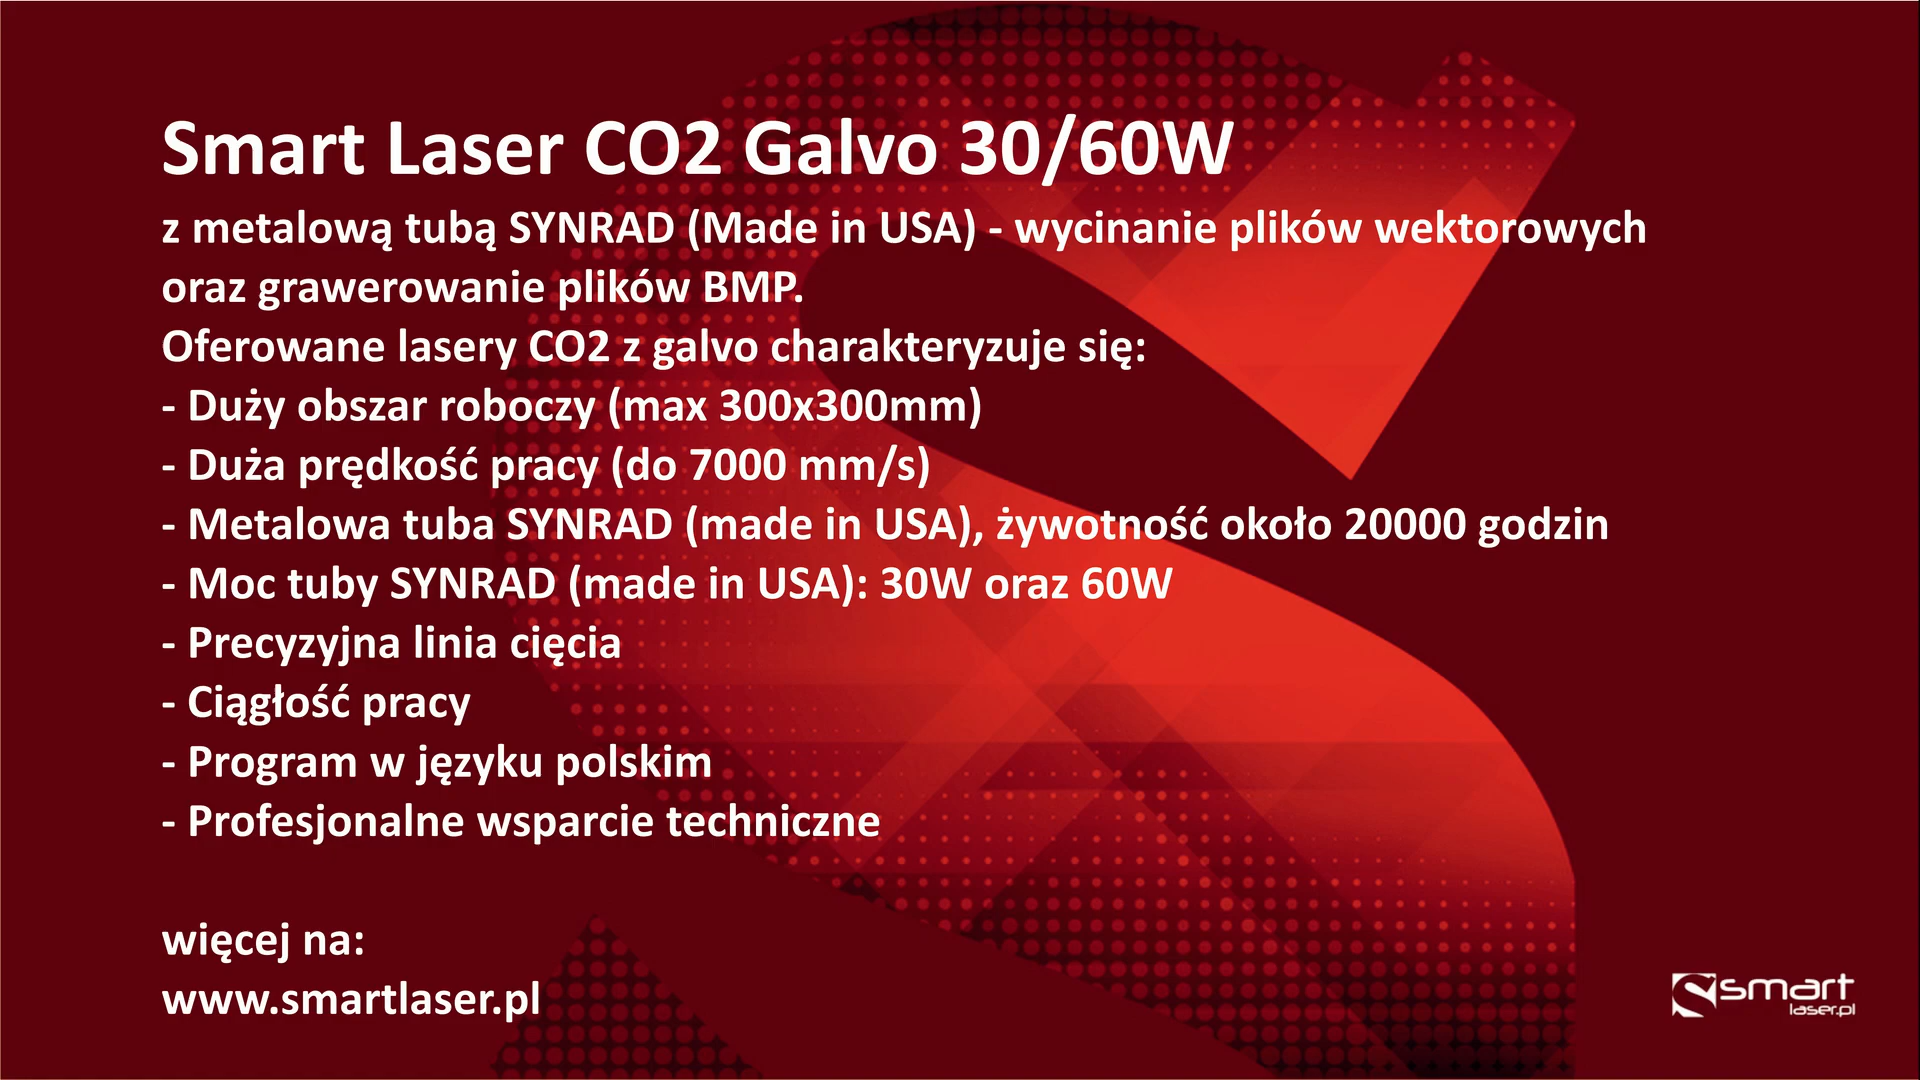 Smart Laser CO2 Galvo 30/60W
z metalową tubą SYNRAD (Made in USA) - wycinanie plików wektorowych
oraz grawerowanie plików BMP.
Oferowane lasery CO2 z galvo charakteryzuje się:
- Duży obszar roboczy (max 300x300mm)
- Duża prędkość pracy (do 7000 mm/s)
- Metalowa tuba SYNRAD (made in USA), żywotność około 20000 godzin
- Moc tuby SYNRAD (made in USA): 30W oraz 60W
- Precyzyjna linia cięcia
- Ciągłość pracy
- Program w języku polskim
- Profesjonalne wsparcie techniczne
więcej na:
www.smartlaser.pl
smart
laser.pl